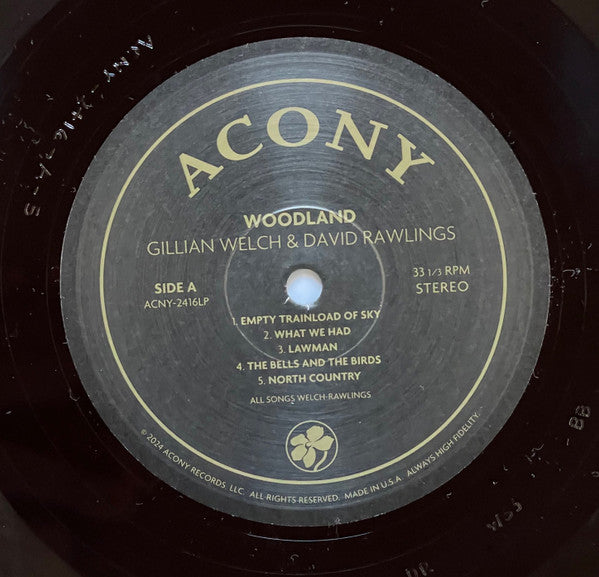 ACONY
WOODLAND
GILLIAN WELCH & DAVID RAWLINGS
SIDE A
ACNY-2416LP
33 1/3 RPM
STEREO
1. EMPTY TRAINLOAD OF SKY
2. WHAT WE HAD
3. LAWMAN
4. THE BELLS AND THE BIRDS
5. NORTH COUNTRY
ALL SONGS WELCH-RAWLINGS
© 2024 ACONY RECORDS, LLC. ALL RIGHTS RESERVED. MADE IN U.S.A. ALWAYS HIGH FIDELITY.